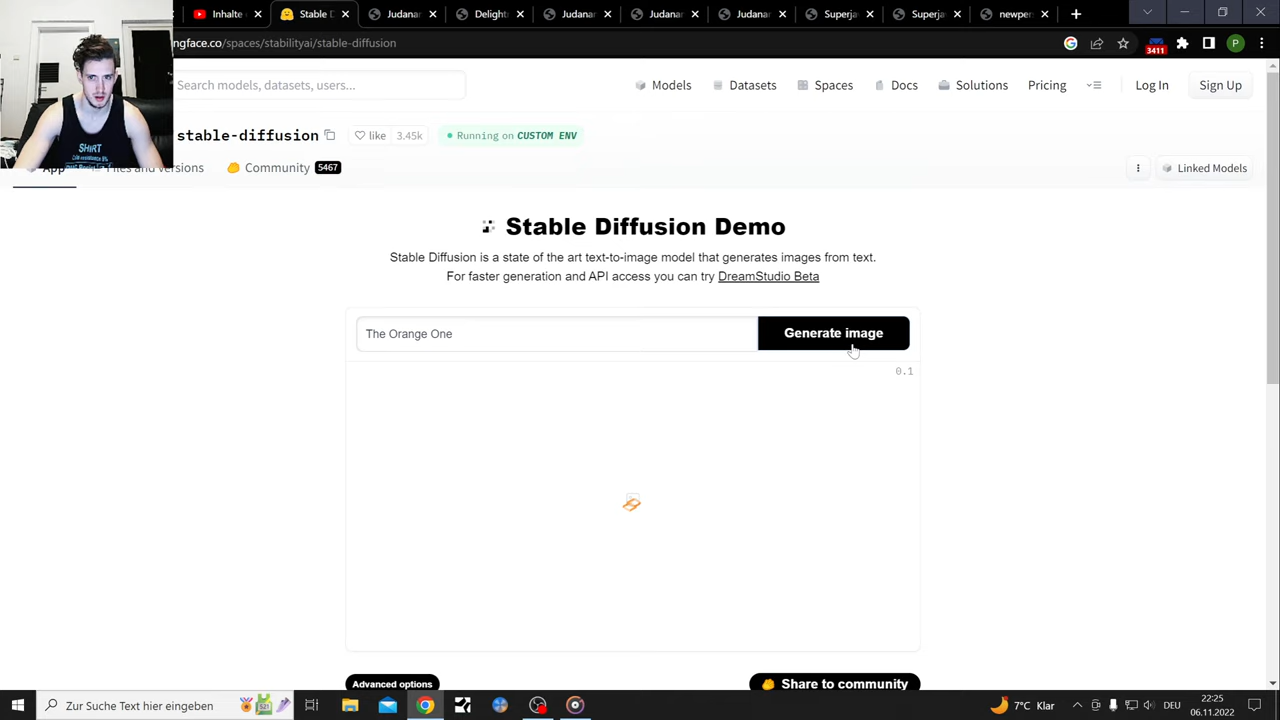 Inhalte
Stable D
Judanar
Delight
Judanar
Judanar
Judanar
Superja
Superja
newper
ngface.co/spaces/stabilityai/stable-diffusion
3411
P
Search models, datasets, users...
Models
Datasets
Spaces
Docs
Solutions
Pricing
Log In
Sign Up
stable-diffusion
like
3.45k
Running on CUSTOM ENV
App
Files and versions
Community
5467
Linked Models
SHIRT
Stable Diffusion Demo
Stable Diffusion is a state of the art text-to-image model that generates images from text.
For faster generation and API access you can try DreamStudio Beta
The Orange One
Generate image
0.1
Advanced options
Share to community
Zur Suche Text hier eingeben
7°C Klar
DEU
22:25
06.11.2022